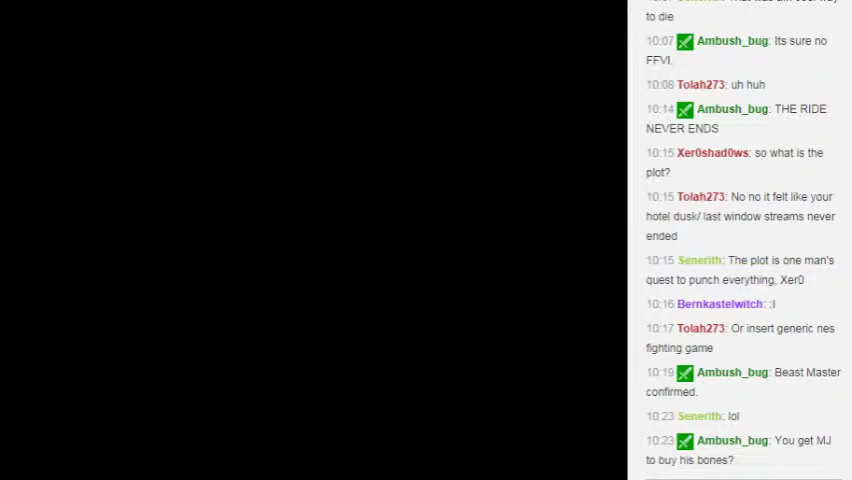 to die
10:07 Ambush_bug: Its sure no
FFVI.
10:08 Tolah273: uh huh
10:14 Ambush_bug: THE RIDE
NEVER ENDS
10:15 Xer0shad0ws: so what is the
plot?
10:15 Tolah273: No no it felt like your
hotel dusk/ last window streams never
ended
10:15 Senerith: The plot is one man's
quest to punch everything, Xer0
10:16 Bernkastelwitch: :I
10:17 Tolah273: Or insert generic nes
fighting game
10:19 Ambush_bug: Beast Master
confirmed.
10:23 Senerith: lol
10:23 Ambush_bug: You get MJ
to buy his bones?